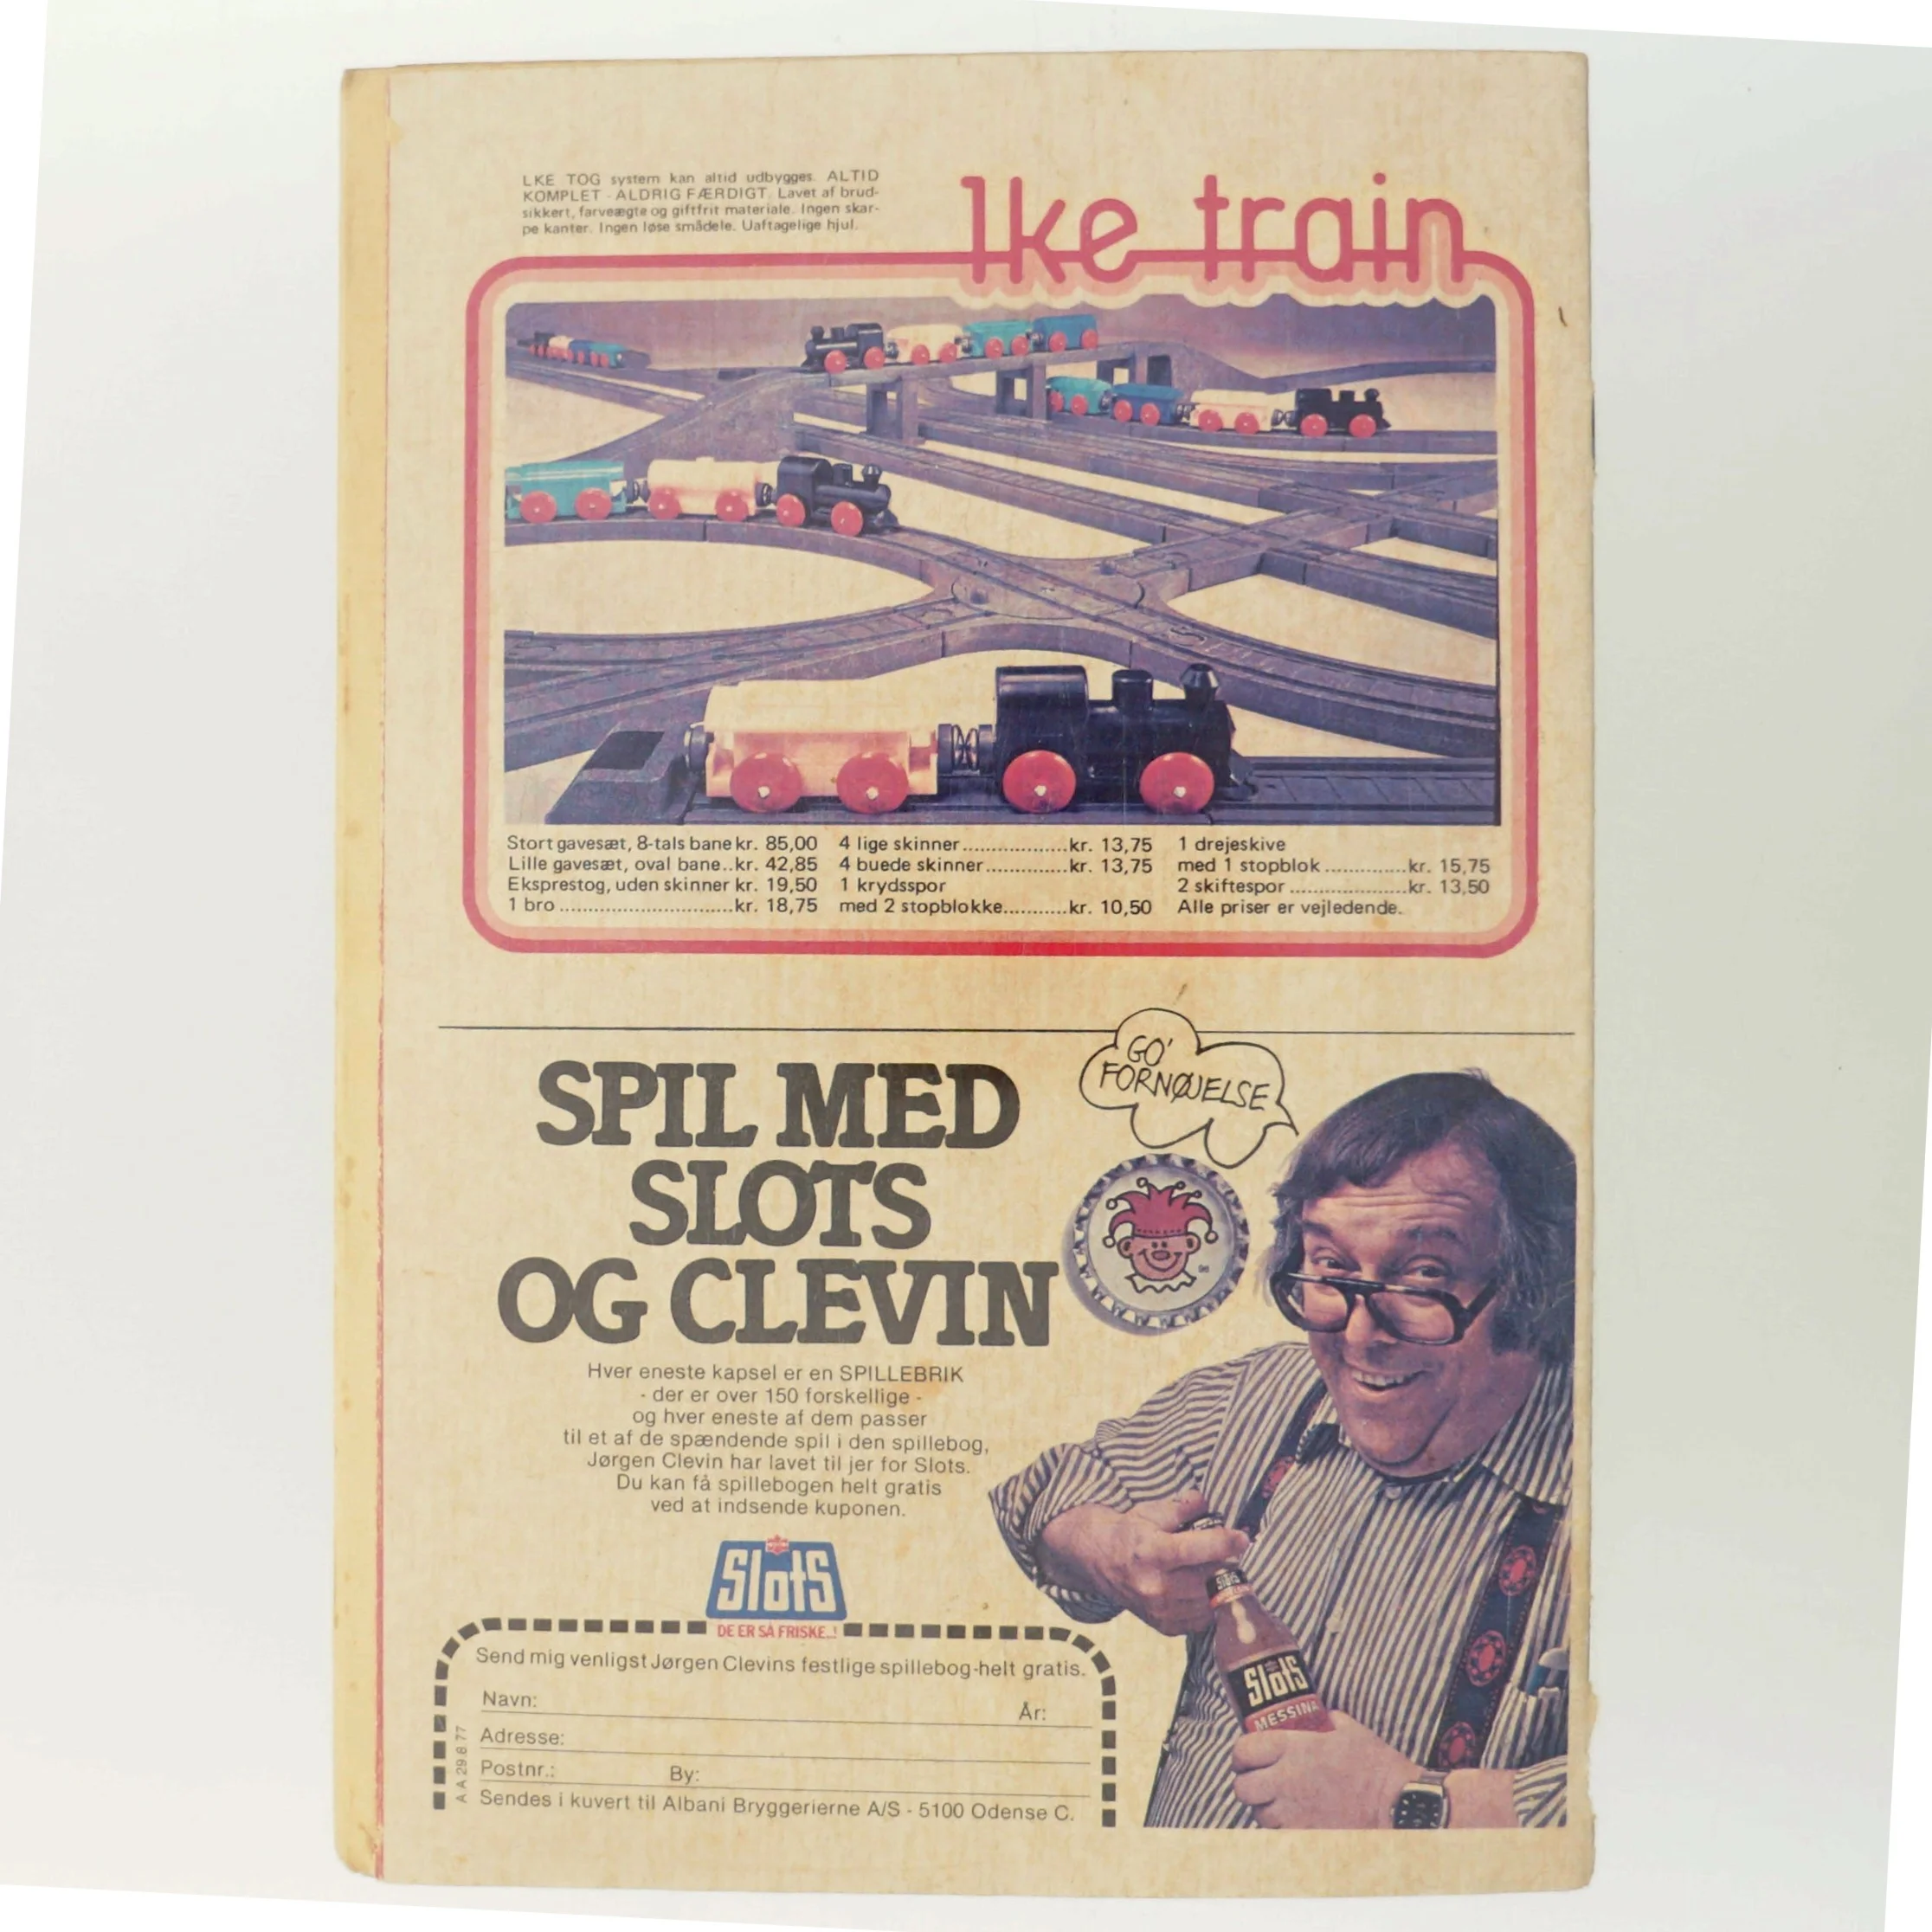 LKE TOG system kan altid udbygges. ALTID
KOMPLET - ALDRIG FÆRDIGT. Lavet af brud-
sikkert, farveægte og giftfrit materiale. Ingen skar-
pe kanter. Ingen løse smådele. Uaftagelige hjul.
lke train
Stort gavesæt, 8-tals bane kr. 85,00
Lille gavesæt, oval bane..kr. 42,85
Eksprestog, uden skinner kr. 19,50
1 bro..............................kr. 18,75
4 lige skinner..................kr. 13,75
4 buede skinner..............kr. 13,75
1 krydsspor
med 2 stopblokke...........kr. 10,50
1 drejeskive
med 1 stopblok..............kr. 15,75
2 skiftespor.....................kr. 13,50
Alle priser er vejledende.
GO'
FORNØJELSE
SPIL MED
SLOTS
OG CLEVIN
Hver eneste kapsel er en SPILLEBRIK
- der er over 150 forskellige -
og hver eneste af dem passer
til et af de spændende spil i den spillebog,
Jørgen Clevin har lavet til jer for Slots.
Du kan få spillebogen helt gratis
ved at indsende kuponen.
Slots
DE ER SÅ FRISKE..!
Send mig venligst Jørgen Clevins festlige spillebog-helt gratis.
Navn: År:
Adresse:
Postnr.: By:
Sendes i kuvert til Albani Bryggerierne A/S - 5100 Odense C.
A A 29.8.77
Slots
Slots
MESSINA